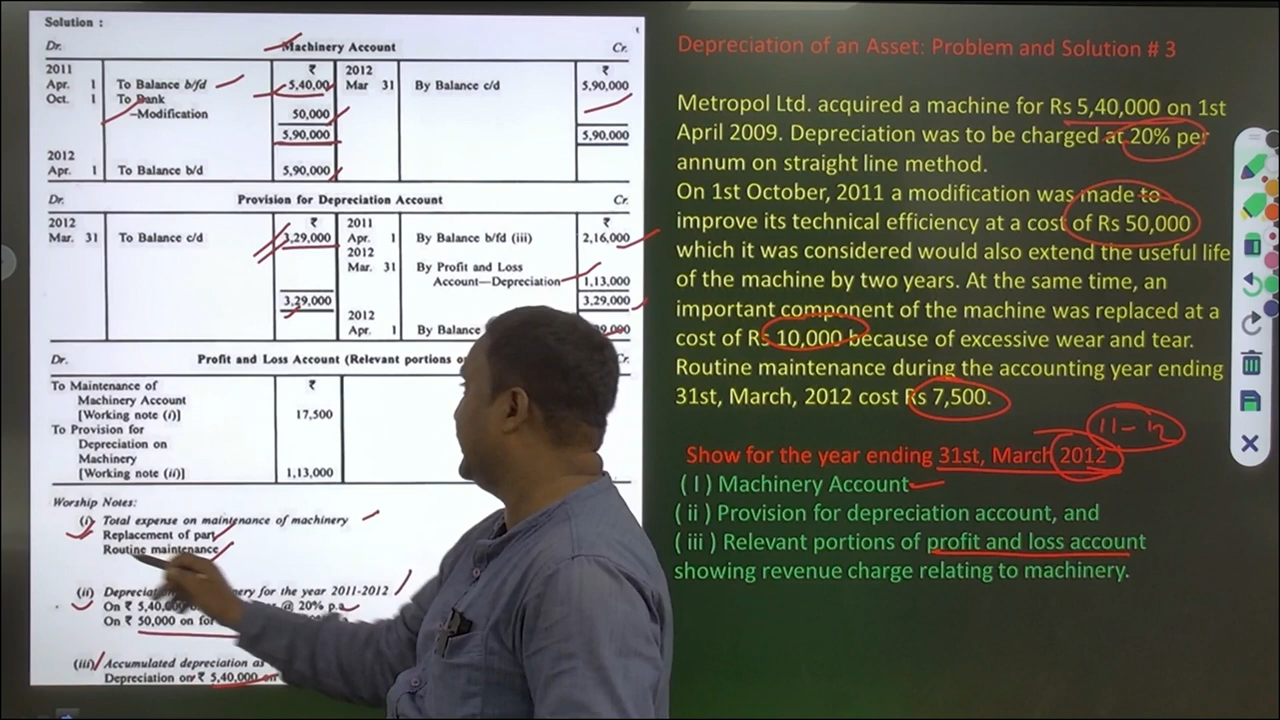 Solution :
Dr. Machinery Account Cr.
2011 ₹ 2012 ₹
Apr. 1 To Balance b/fd 5,40,00 Mar 31 By Balance c/d 5,90,000
Oct. 1 To Bank
—Modification 50,000
5,90,000 5,90,000
2012
Apr. 1 To Balance b/d 5,90,000
Dr. Provision for Depreciation Account Cr.
2012 ₹ 2011 ₹
Mar. 31 To Balance c/d 3,29,000 Apr. 1 By Balance b/fd (iii) 2,16,000
2012
Mar. 31 By Profit and Loss
Account—Depreciation 1,13,000
3,29,000 3,29,000
2012
Apr. 1 By Balance
Dr. Profit and Loss Account (Relevant portions Cr.
To Maintenance of ₹
Machinery Account
[Working note (i)] 17,500
To Provision for
Depreciation on
Machinery
[Working note (ii)] 1,13,000
Worship Notes:
(i) Total expense on maintenance of machinery
Replacement of part
Routine maintenance
(ii) for the year 2011-2012
On ₹ @ 20% p.a.
On ₹ 50,000 on
(iii) Accumulated depreciation as
Depreciation on ₹ 5,40,000 on
Depreciation of an Asset: Problem and Solution # 3
Metropol Ltd. acquired a machine for Rs 5,40,000 on 1st
April 2009. Depreciation was to be charged at 20% per
annum on straight line method.
On 1st October, 2011 a modification was made to
improve its technical efficiency at a cost of Rs 50,000
which it was considered would also extend the useful life
of the machine by two years. At the same time, an
important component of the machine was replaced at a
cost of Rs 10,000 because of excessive wear and tear.
Routine maintenance during the accounting year ending
31st, March, 2012 cost Rs 7,500.
11-12
Show for the year ending 31st, March 2012
( I ) Machinery Account
( ii ) Provision for depreciation account, and
( iii ) Relevant portions of profit and loss account
showing revenue charge relating to machinery.